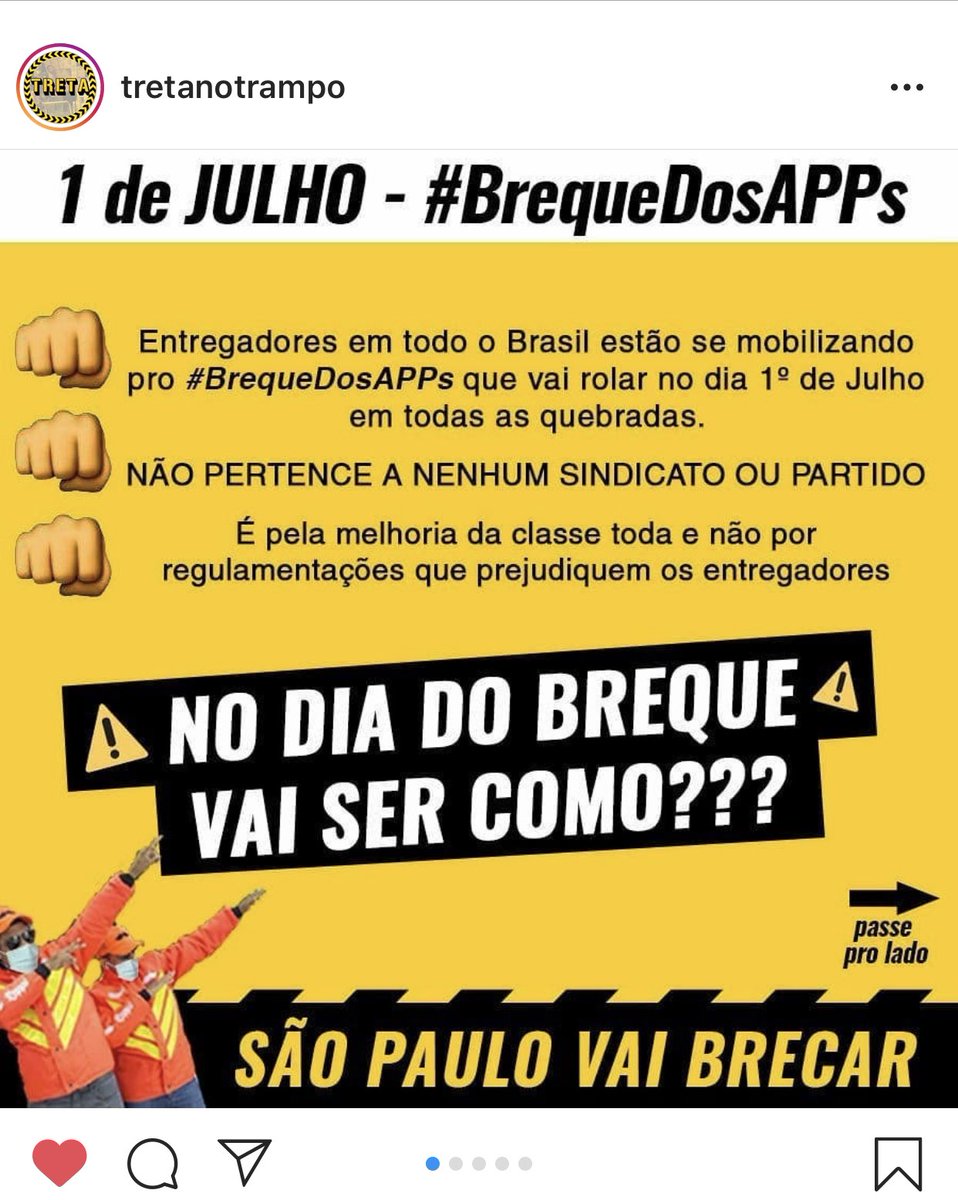 TRETA
tretanotrampo
1 de JULHO - #BrequeDosAPPs
Entregadores em todo o Brasil estão se mobilizando
pro #BrequeDosAPPs que vai rolar no dia 1º de Julho
em todas as quebradas.
NÃO PERTENCE A NENHUM SINDICATO OU PARTIDO
É pela melhoria da classe toda e não por
regulamentações que prejudiquem os entregadores
NO DIA DO BREQUE
VAI SER COMO???
passe
pro lado
SÃO PAULO VAI BRECAR